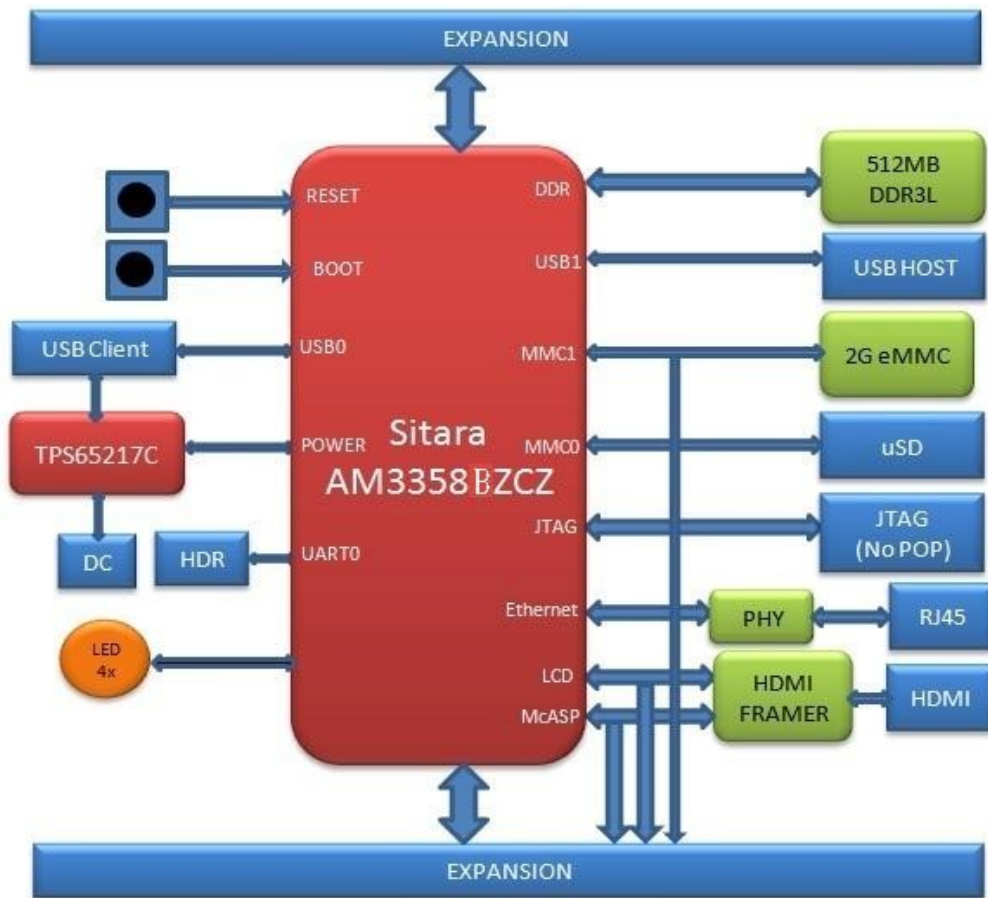 EXPANSION
RESET
BOOT
USB Client
USB0
TPS65217C
POWER
DC
HDR
UART0
LED
4x
Sitara
AM3358BZCZ
DDR
512MB
DDR3L
USB1
USB HOST
MMC1
2G eMMC
MMC0
uSD
JTAG
JTAG
(No POP)
Ethernet
PHY
RJ45
LCD
McASP
HDMI
FRAMER
HDMI
EXPANSION